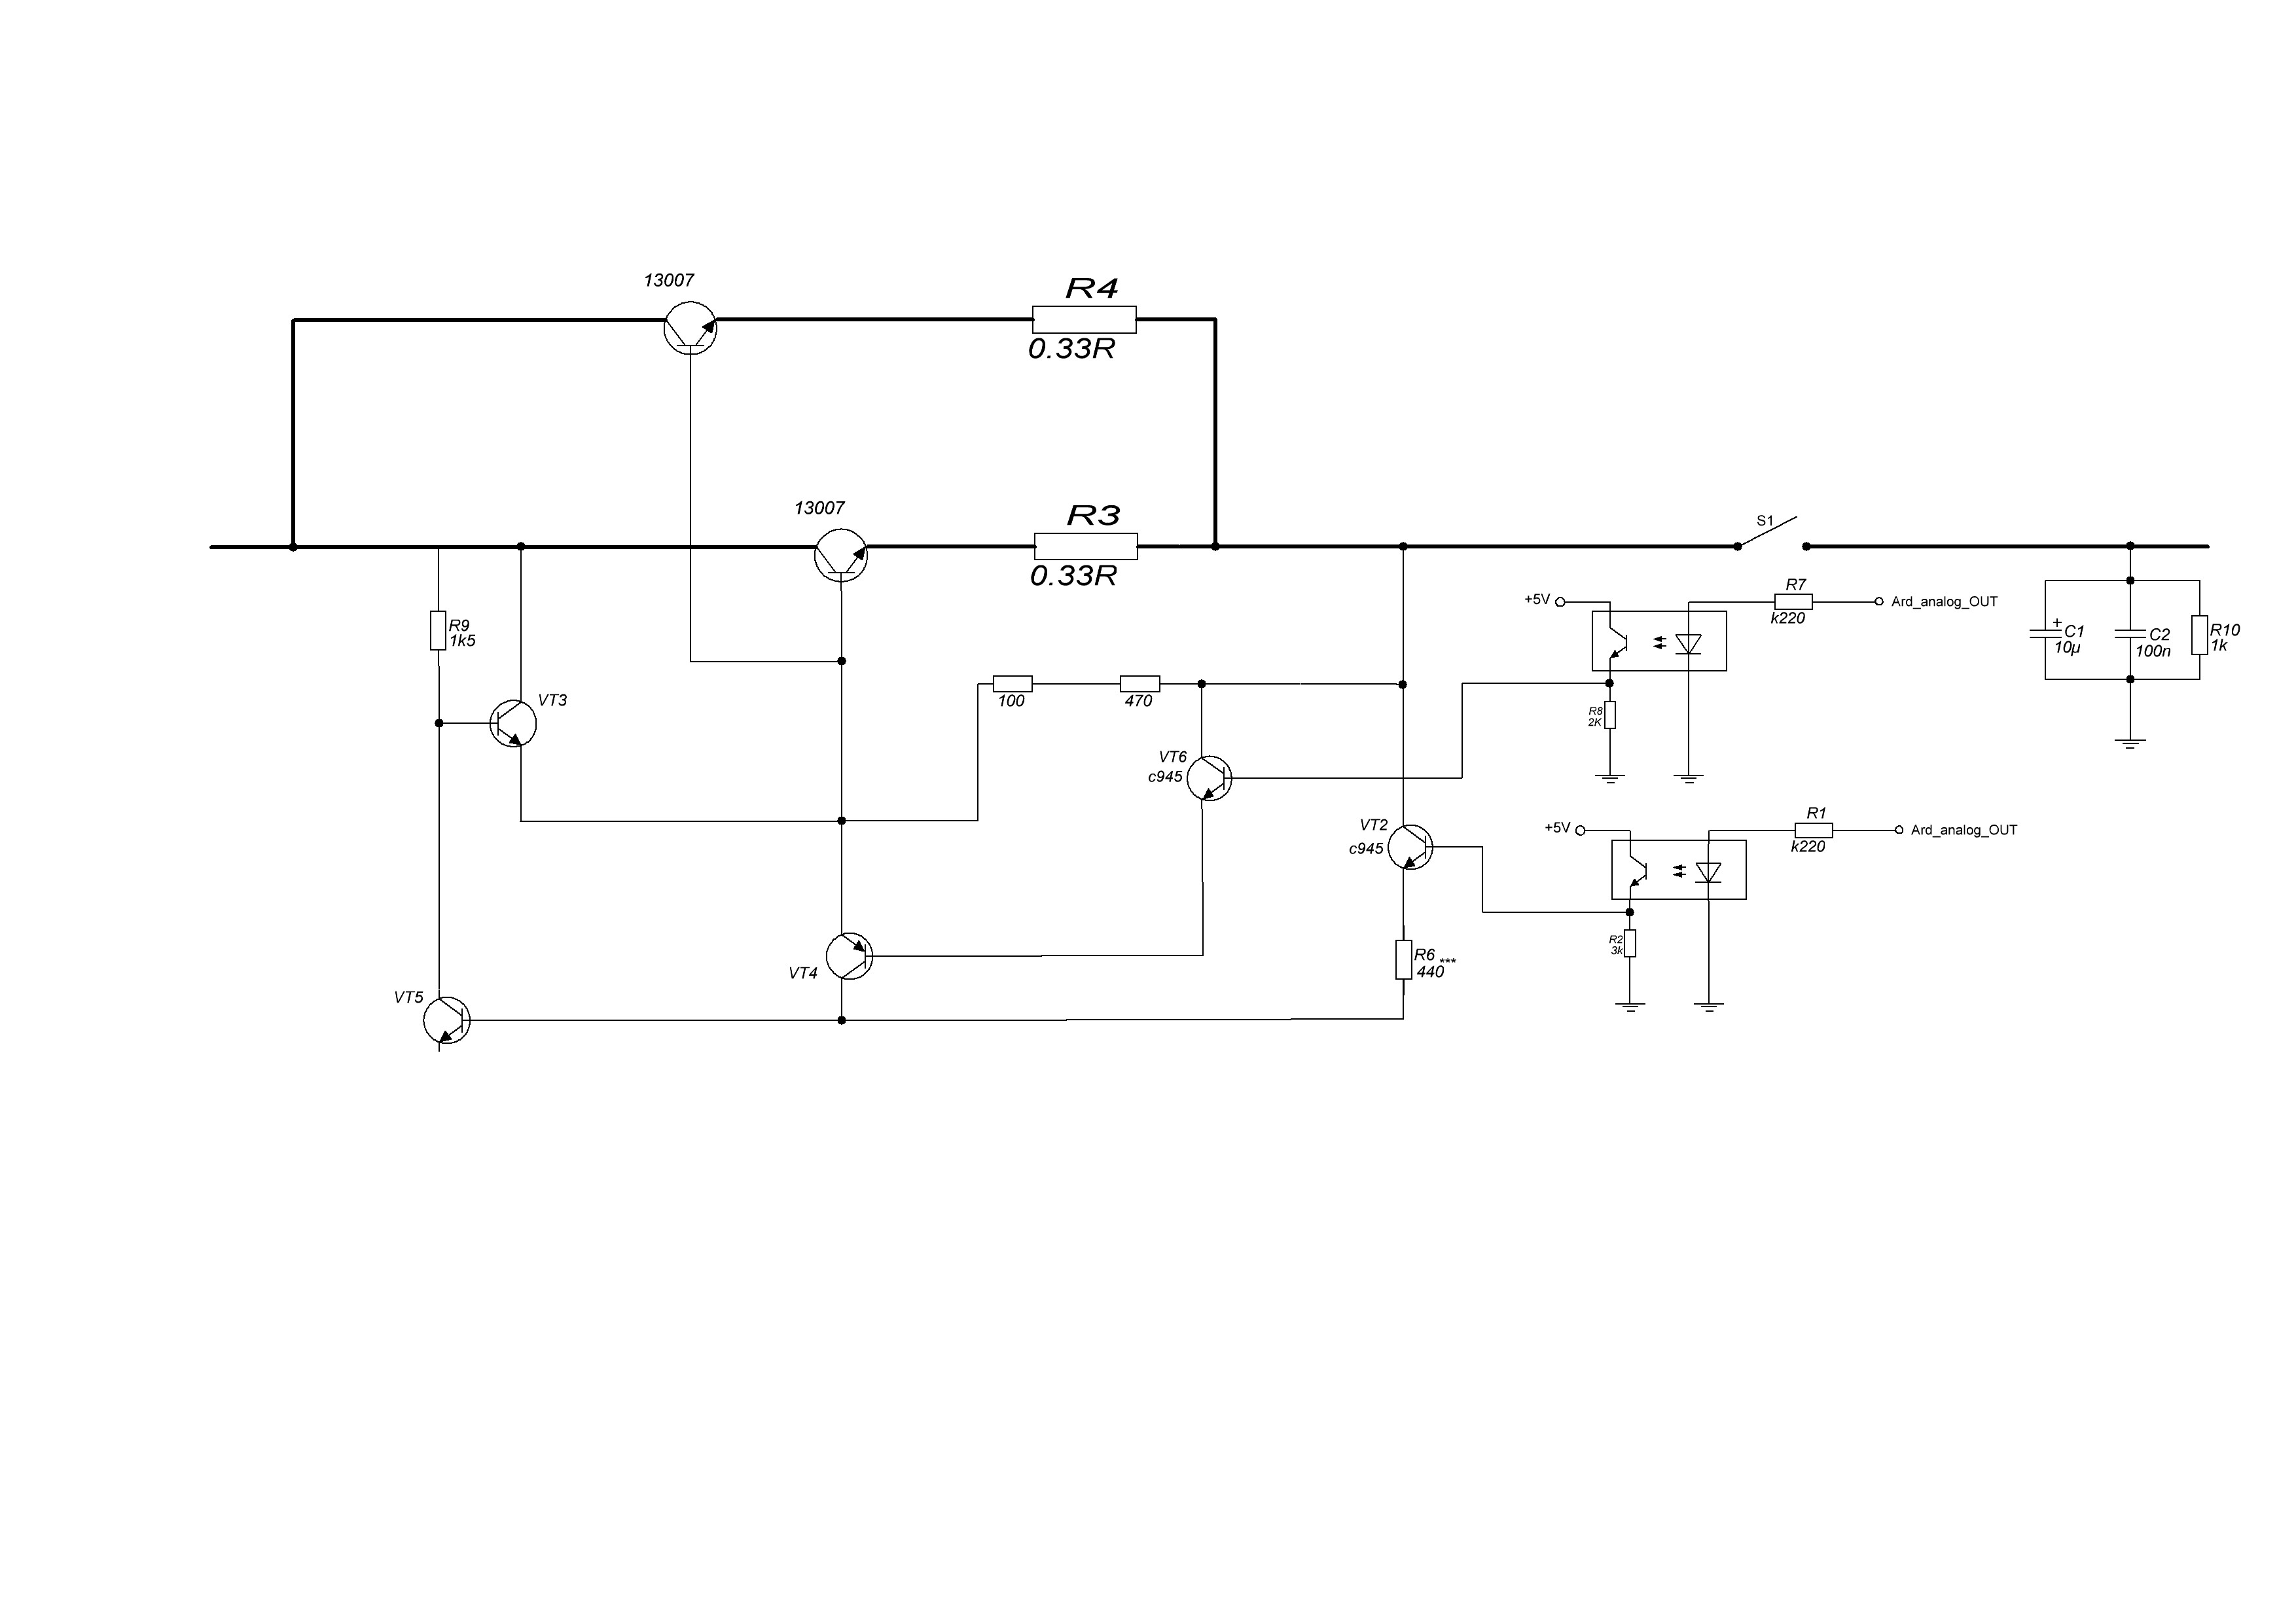 13007
R4
0.33R
13007
R3
0.33R
S1
R9
1k5
VT3
100
470
VT6
c945
VT2
c945
+5V
R7
k220
Ard_analog_OUT
R8
2K
+
C1
10µ
C2
100n
R10
1k
+5V
R1
k220
Ard_analog_OUT
R2
3k
R6
***
440
VT4
VT5